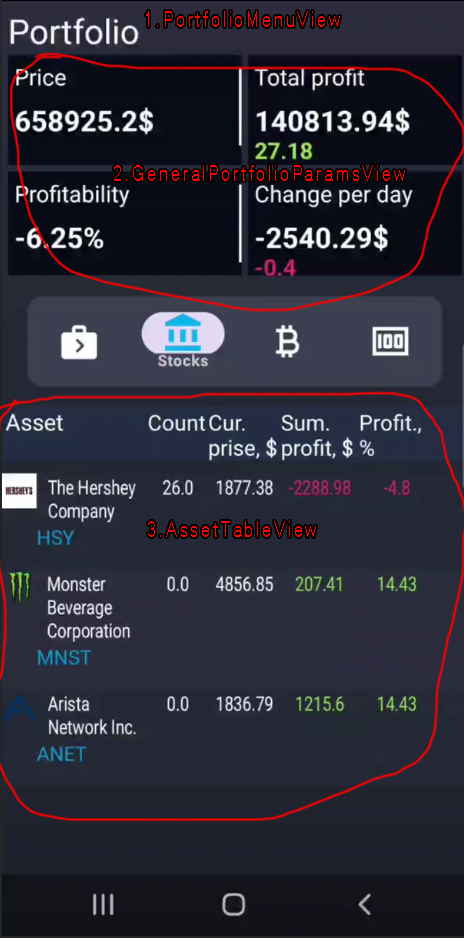 Portfolio
1.PortfolioMenuView
Price
Total profit
658925.2$
140813.94$
27.18
2.GeneralPortfolioParamsView
Profitability
Change per day
-6.25%
-2540.29$
-0.4
100
Stocks
Asset Count Cur. Sum. Profit.,
prise, $ profit, $ %
HERSHEY'S The Hershey 26.0 1877.38 -2288.98 -4.8
Company
HSY
3.AssetTableView
Monster 0.0 4856.85 207.41 14.43
Beverage
Corporation
MNST
Arista 0.0 1836.79 1215.6 14.43
Network Inc.
ANET